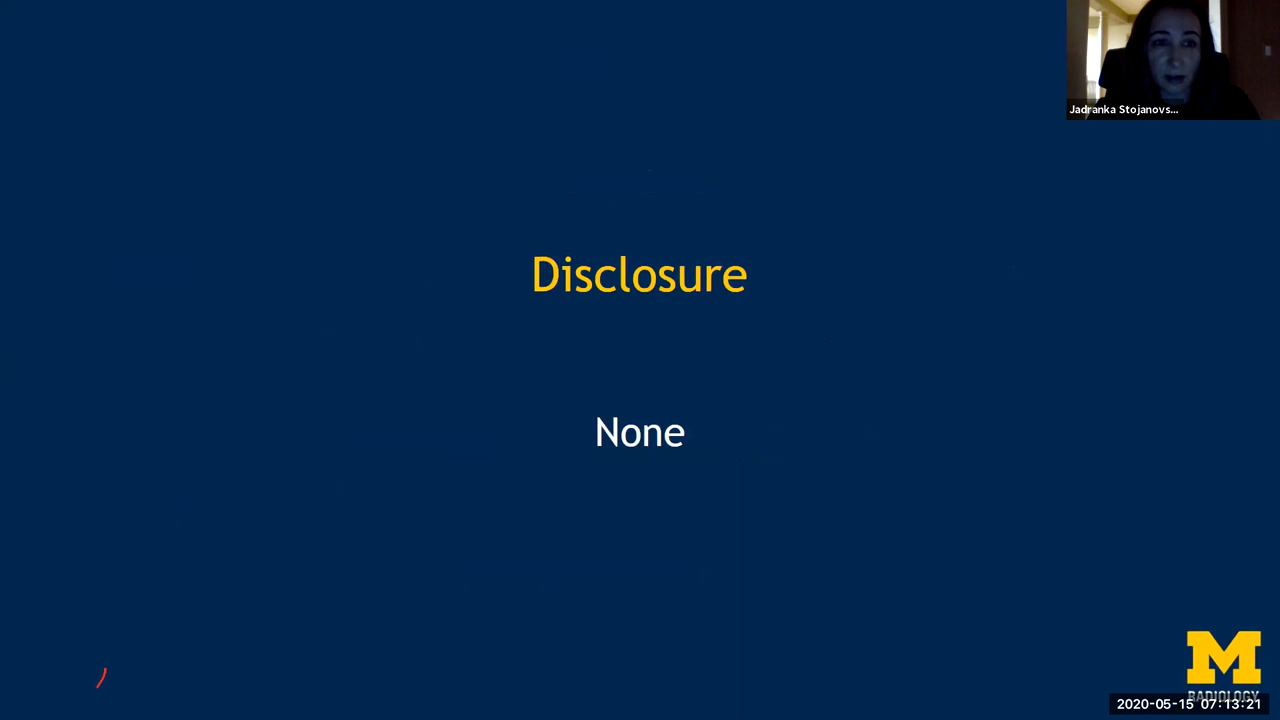 Jadranka Stojanovs...
Disclosure
None
M
RADIOLOGY
2020-05-15 07:13:21